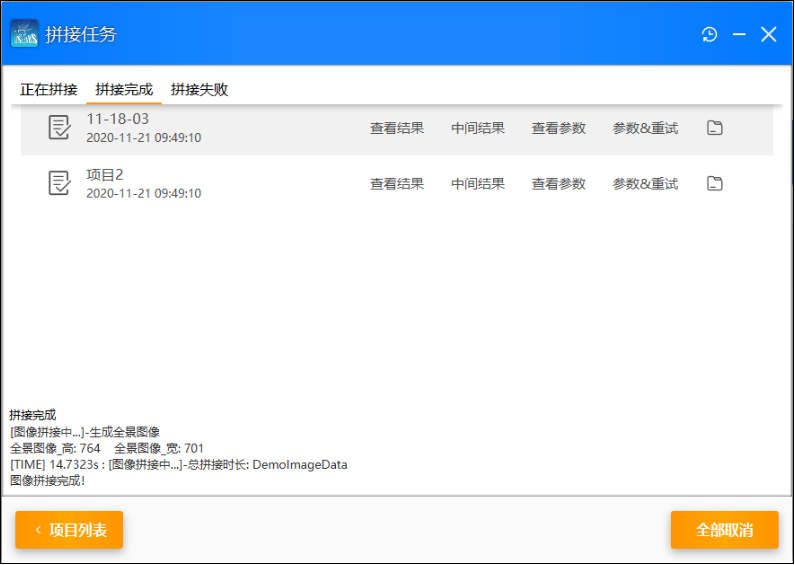 拼接任务
正在拼接 拼接完成 拼接失败
11-18-03
2020-11-21 09:49:10
查看结果 中间结果 查看参数 参数&重试
项目2
2020-11-21 09:49:10
查看结果 中间结果 查看参数 参数&重试
拼接完成
[图像拼接中...]-生成全景图像
全景图像_高: 764 全景图像_宽: 701
[TIME] 14.7323s : [图像拼接中...]-总拼接时长: DemoImageData
图像拼接完成!
项目列表 全部取消